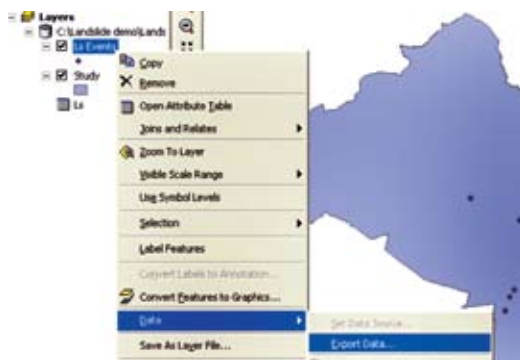 Layers
C:\Landslide demo\Lands
Ls Events
Study
Ls
Copy
Remove
Open Attribute Table
Joins and Relates
Zoom To Layer
Visible Scale Range
Use Symbol Levels
Selection
Label Features
Convert Labels to Annotation...
Convert Features to Graphics...
Data
Save As Layer File...
Set Data Source...
Export Data...